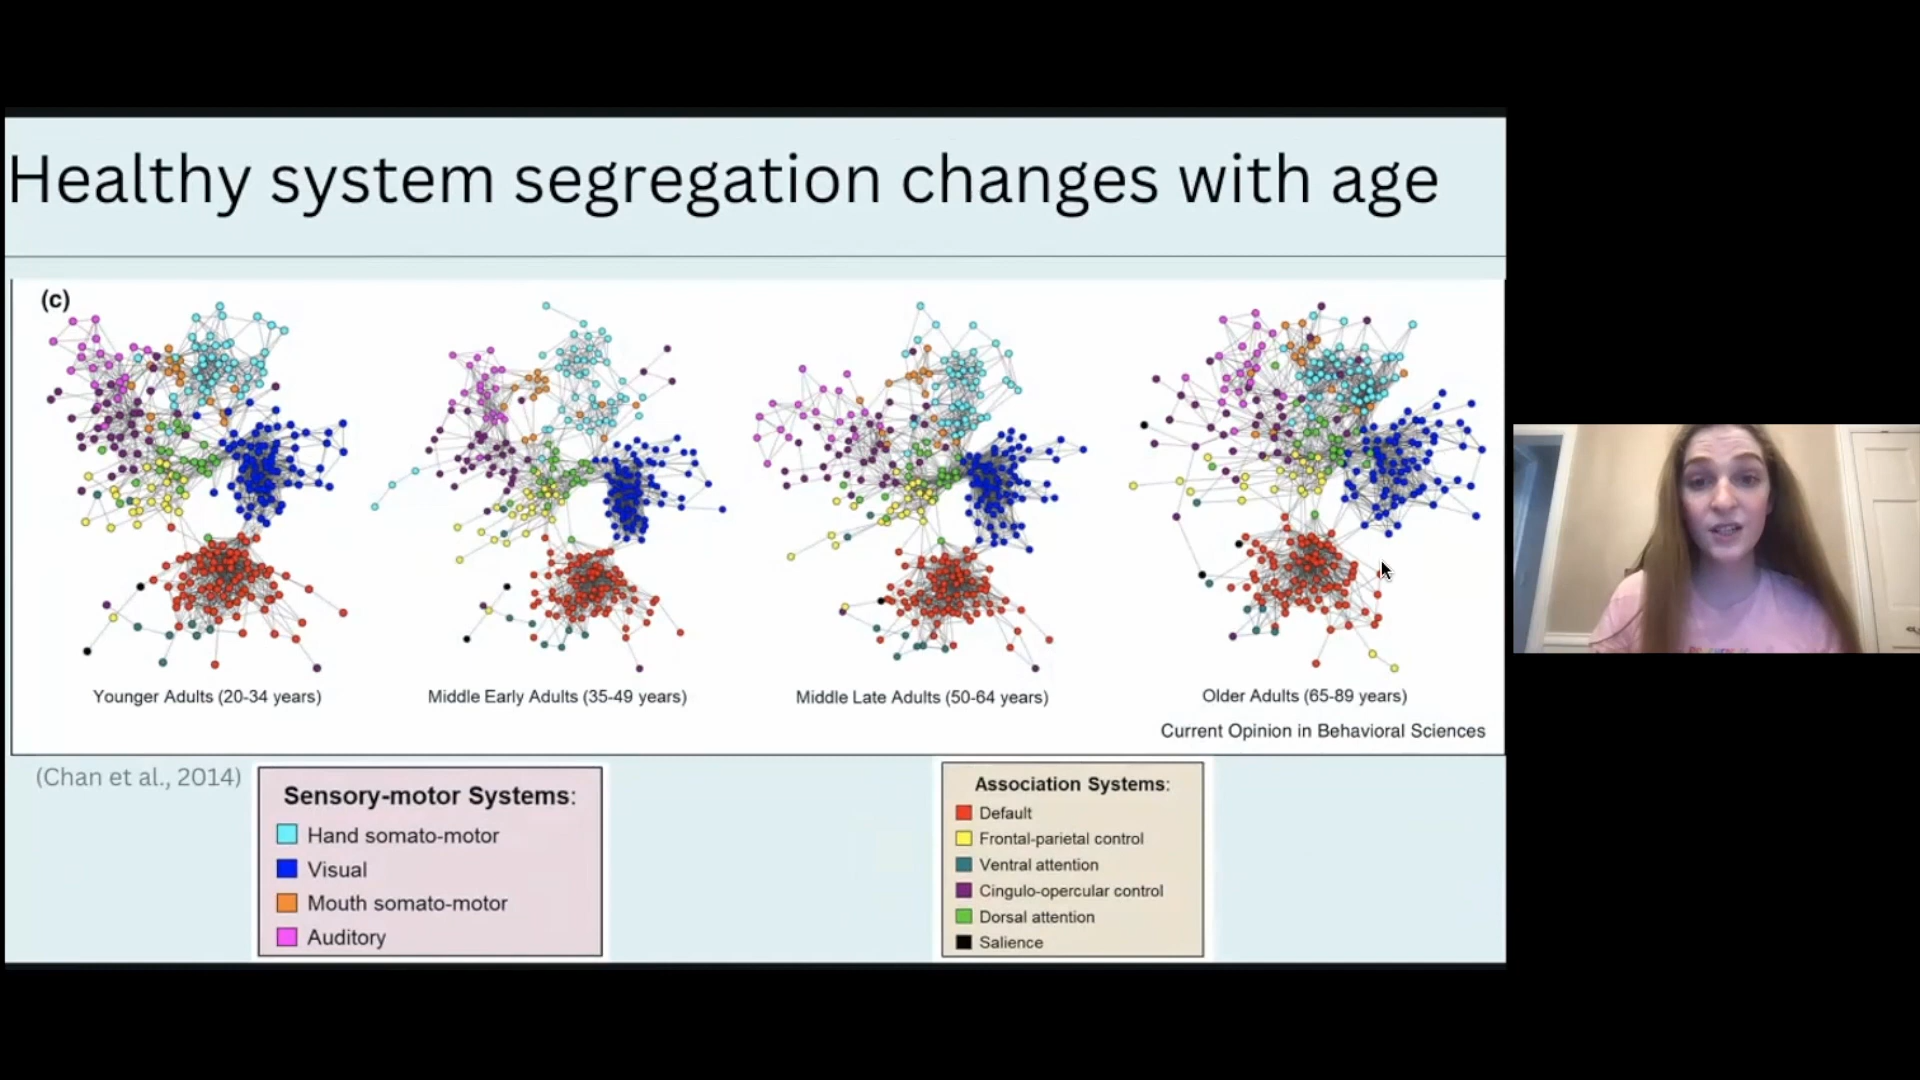 Healthy system segregation changes with age
(c)
Younger Adults (20-34 years)
Middle Early Adults (35-49 years)
Middle Late Adults (50-64 years)
Older Adults (65-89 years)
Current Opinion in Behavioral Sciences
(Chan et al., 2014)
Sensory-motor Systems:
Hand somato-motor
Visual
Mouth somato-motor
Auditory
Association Systems:
Default
Frontal-parietal control
Ventral attention
Cingulo-opercular control
Dorsal attention
Salience